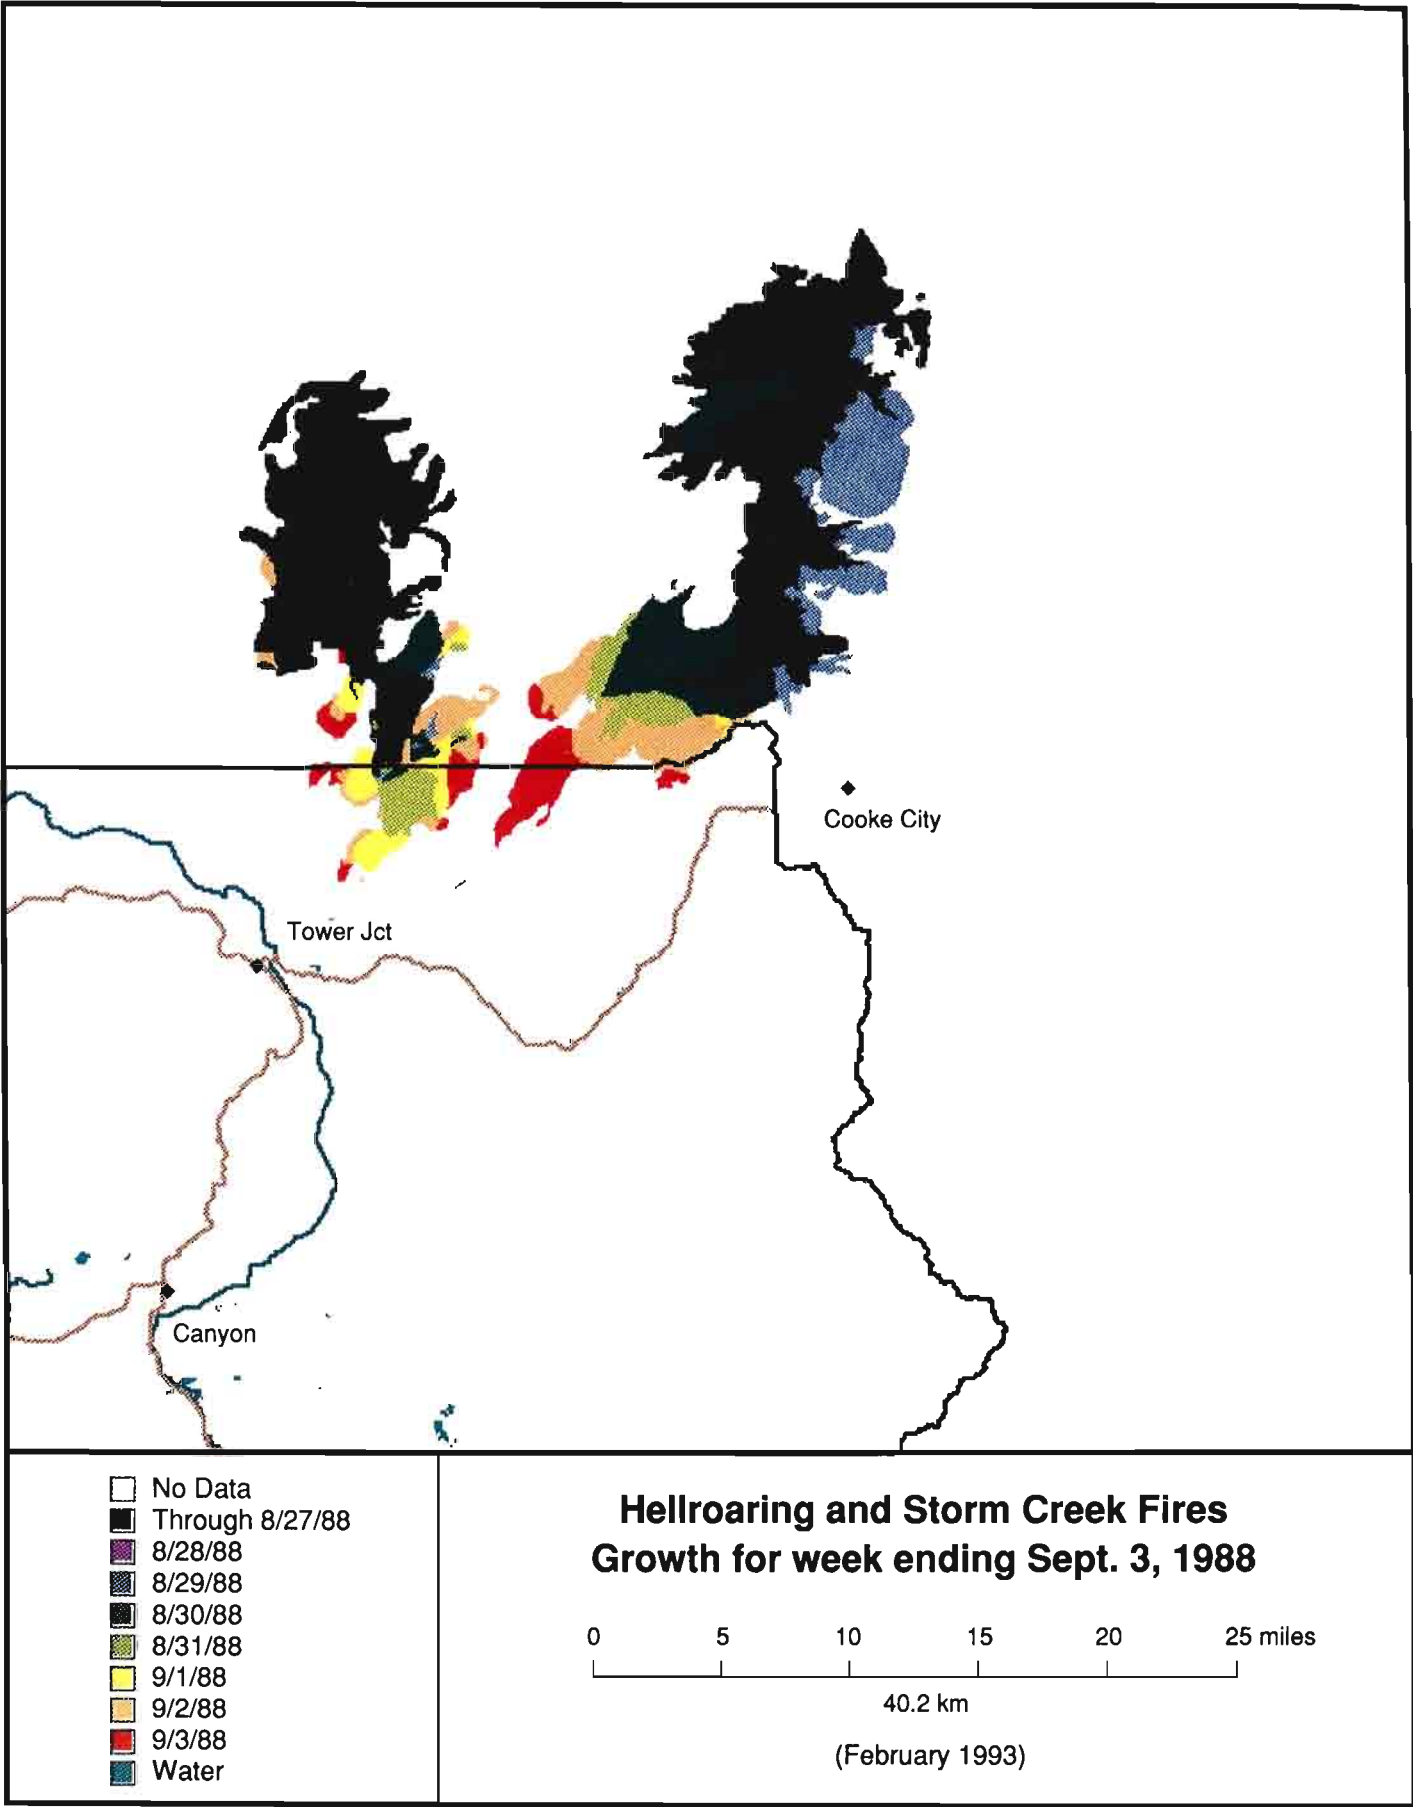 Cooke City
Tower Jct
Canyon
No Data
Through 8/27/88
8/28/88
8/29/88
8/30/88
8/31/88
9/1/88
9/2/88
9/3/88
Water
Hellroaring and Storm Creek Fires
Growth for week ending Sept. 3, 1988
0 5 10 15 20 25 miles
40.2 km
(February 1993)